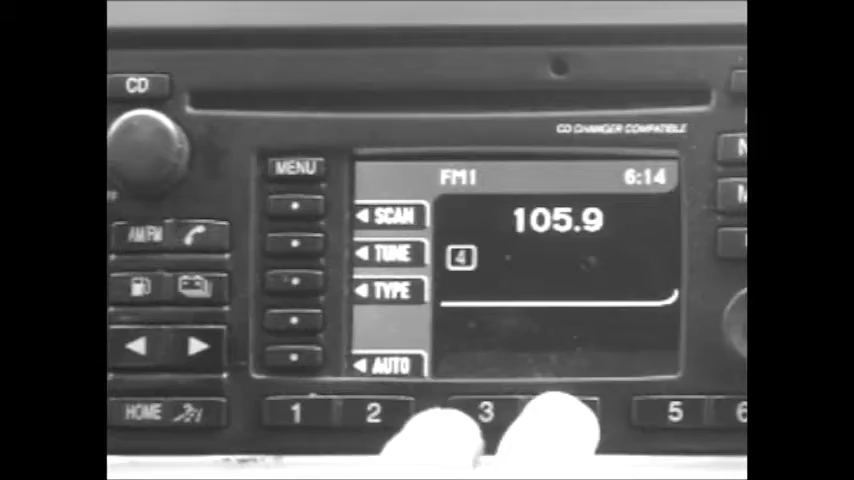 CD
CD CHANGER COMPATIBLE
MENU
FM1 6:14
SCAN
105.9
AM/FM
TUNE
4
TYPE
AUTO
HOME
1 2 3 5 6